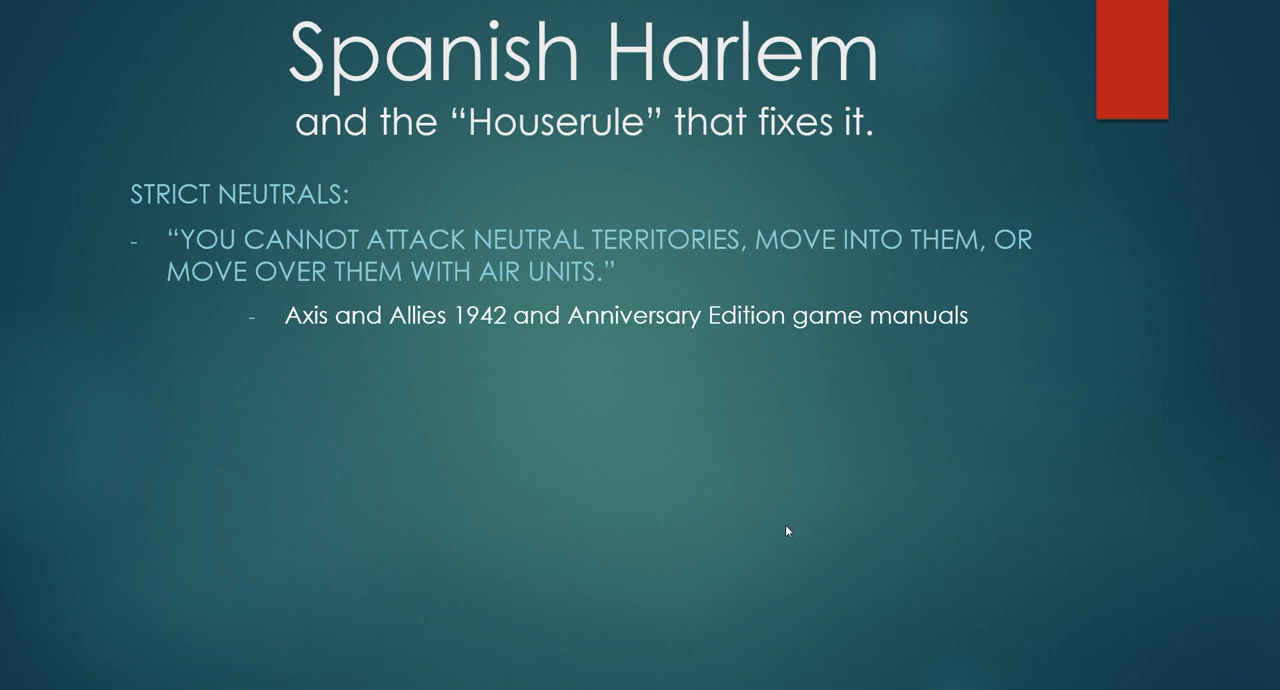 Spanish Harlem
and the “Houserule” that fixes it.
STRICT NEUTRALS:
- “YOU CANNOT ATTACK NEUTRAL TERRITORIES, MOVE INTO THEM, OR
MOVE OVER THEM WITH AIR UNITS.”
- Axis and Allies 1942 and Anniversary Edition game manuals